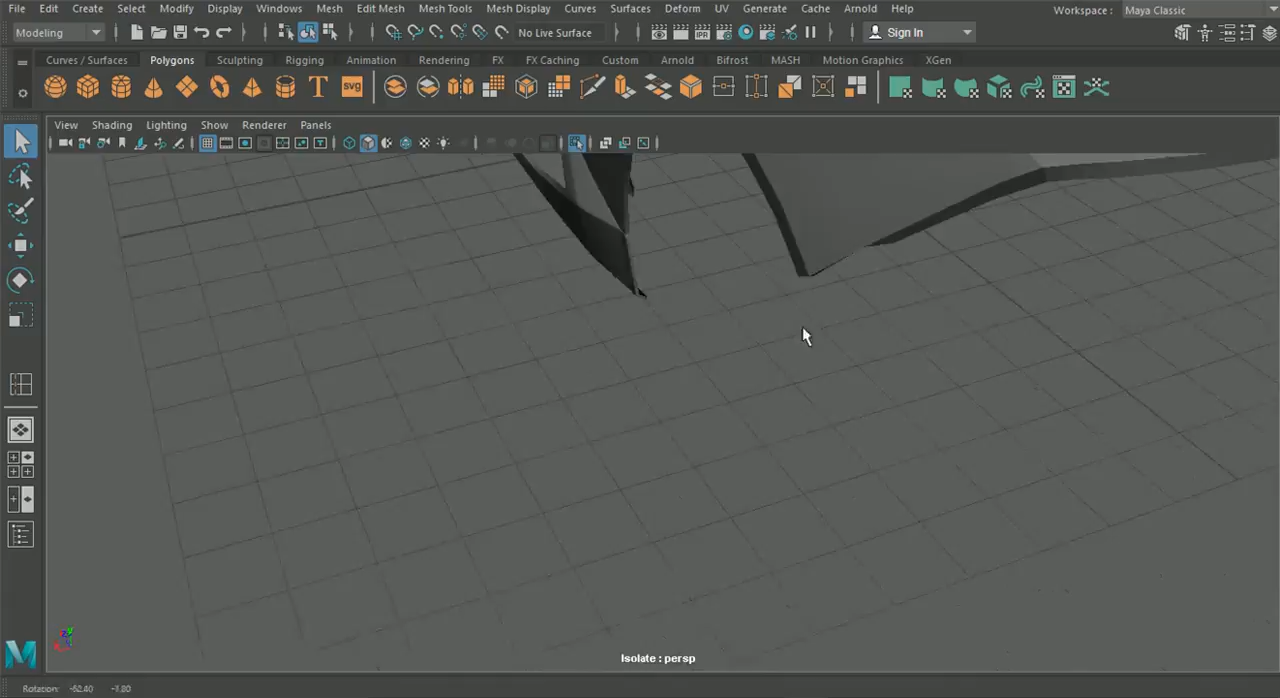 File Edit Create Select Modify Display Windows Mesh Edit Mesh Mesh Tools Mesh Display Curves Surfaces Deform UV Generate Cache Arnold Help Workspace : Maya Classic
Modeling No Live Surface Sign In
Curves / Surfaces Polygons Sculpting Rigging Animation Rendering FX FX Caching Custom Arnold Bifrost MASH Motion Graphics XGen
T SVG
View Shading Lighting Show Renderer Panels
Isolate : persp
M
Rotation: -52.40